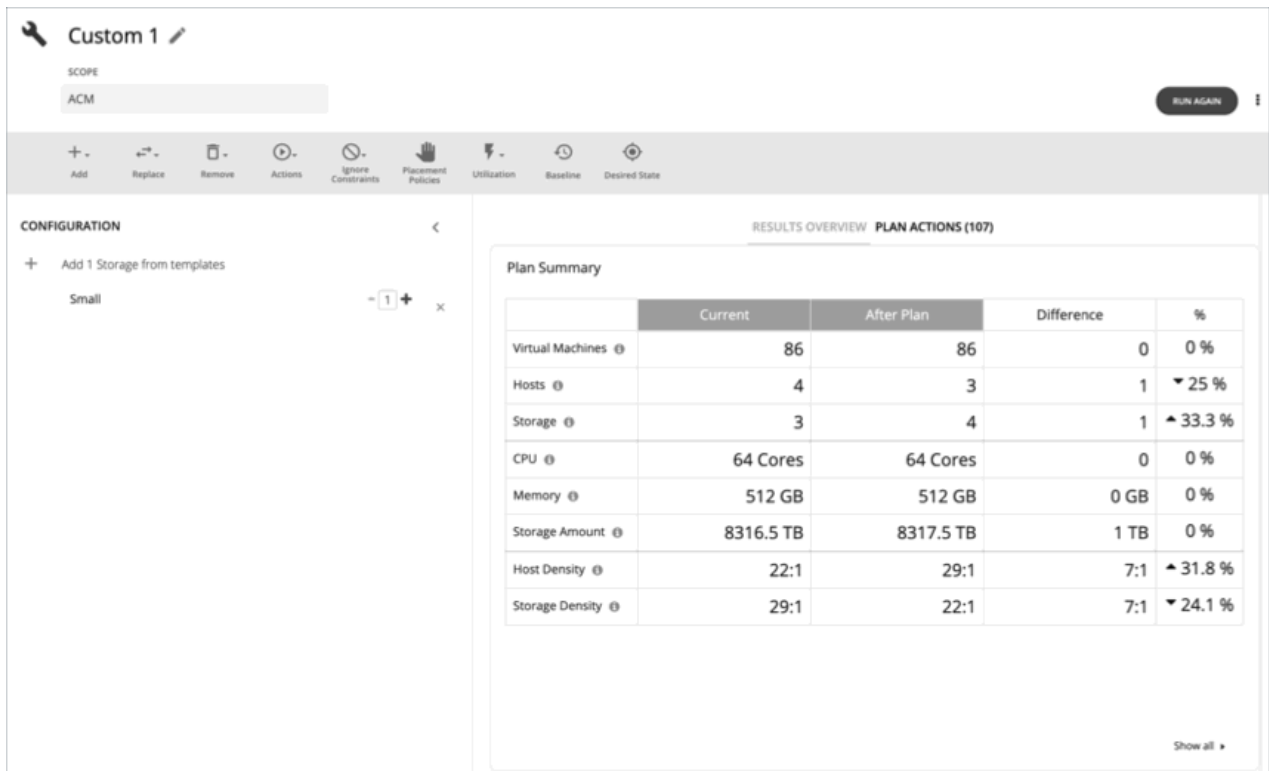 Custom 1
SCOPE
ACM
RUN AGAIN
Add Replace Remove Actions Ignore Constraints Placement Policies Utilization Baseline Desired State
CONFIGURATION
RESULTS OVERVIEW PLAN ACTIONS (107)
Add 1 Storage from templates
Small - 1 +
Plan Summary
Current After Plan Difference %
Virtual Machines 86 86 0 0 %
Hosts 4 3 1 25 %
Storage 3 4 1 33.3 %
CPU 64 Cores 64 Cores 0 0 %
Memory 512 GB 512 GB 0 GB 0 %
Storage Amount 8316.5 TB 8317.5 TB 1 TB 0 %
Host Density 22:1 29:1 7:1 31.8 %
Storage Density 29:1 22:1 7:1 24.1 %
Show all